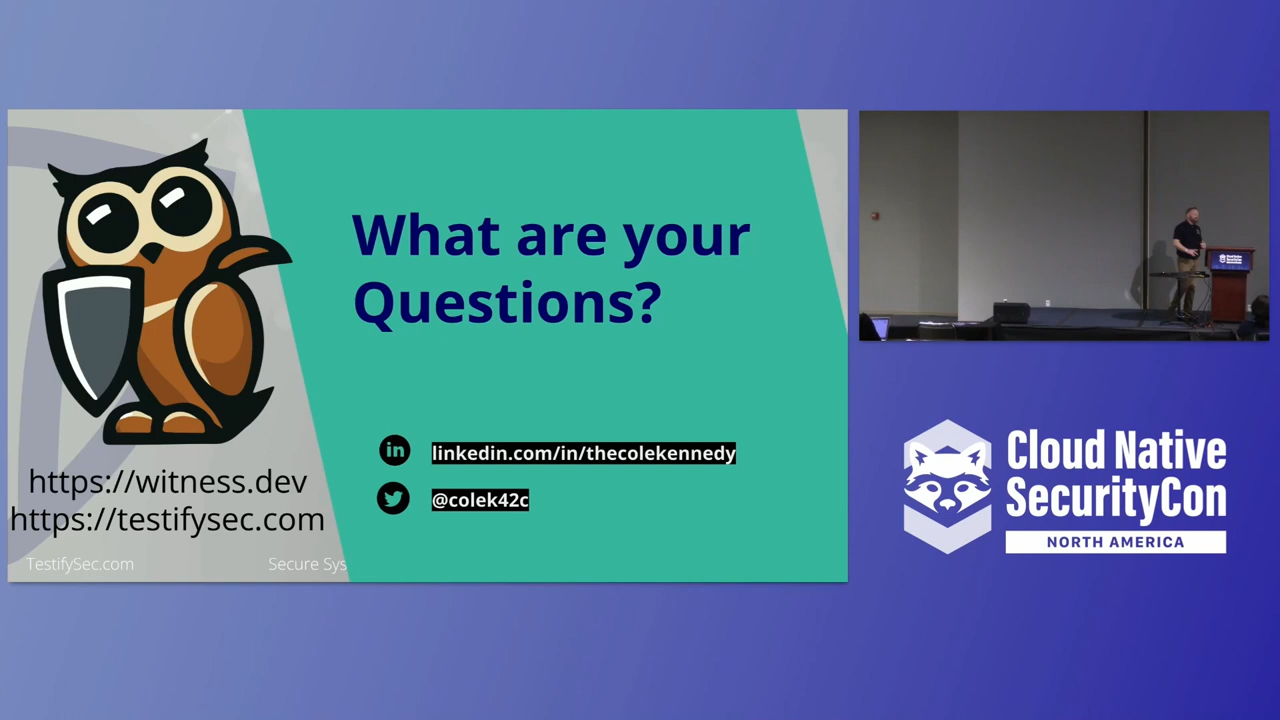 What are your
Questions?
linkedin.com/in/thecolekennedy
@colek42c
https://witness.dev
https://testifysec.com
TestifySec.com
Secure Sys
Cloud Native
SecurityCon
NORTH AMERICA